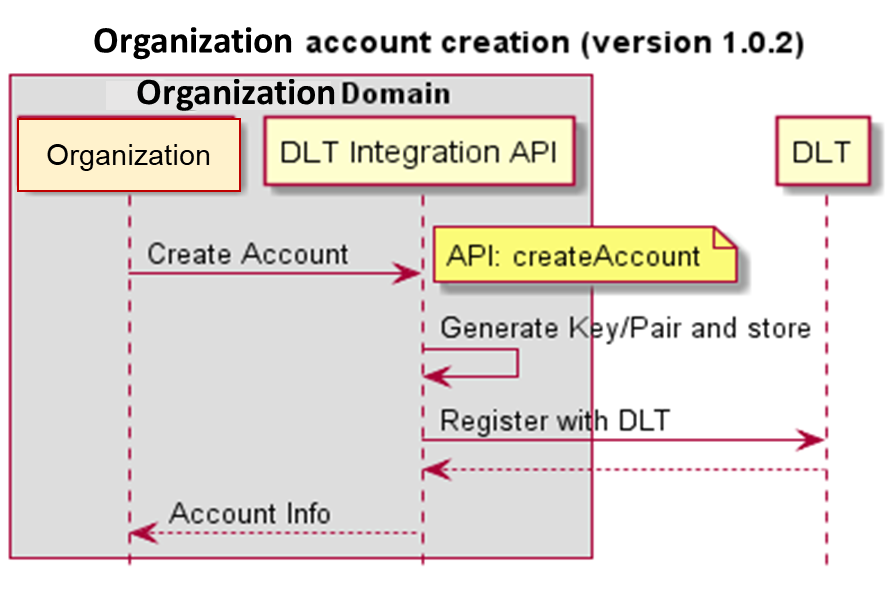 Organization account creation (version 1.0.2)
Organization Domain
Organization
DLT Integration API
DLT
Create Account
API: createAccount
Generate Key/Pair and store
Register with DLT
Account Info